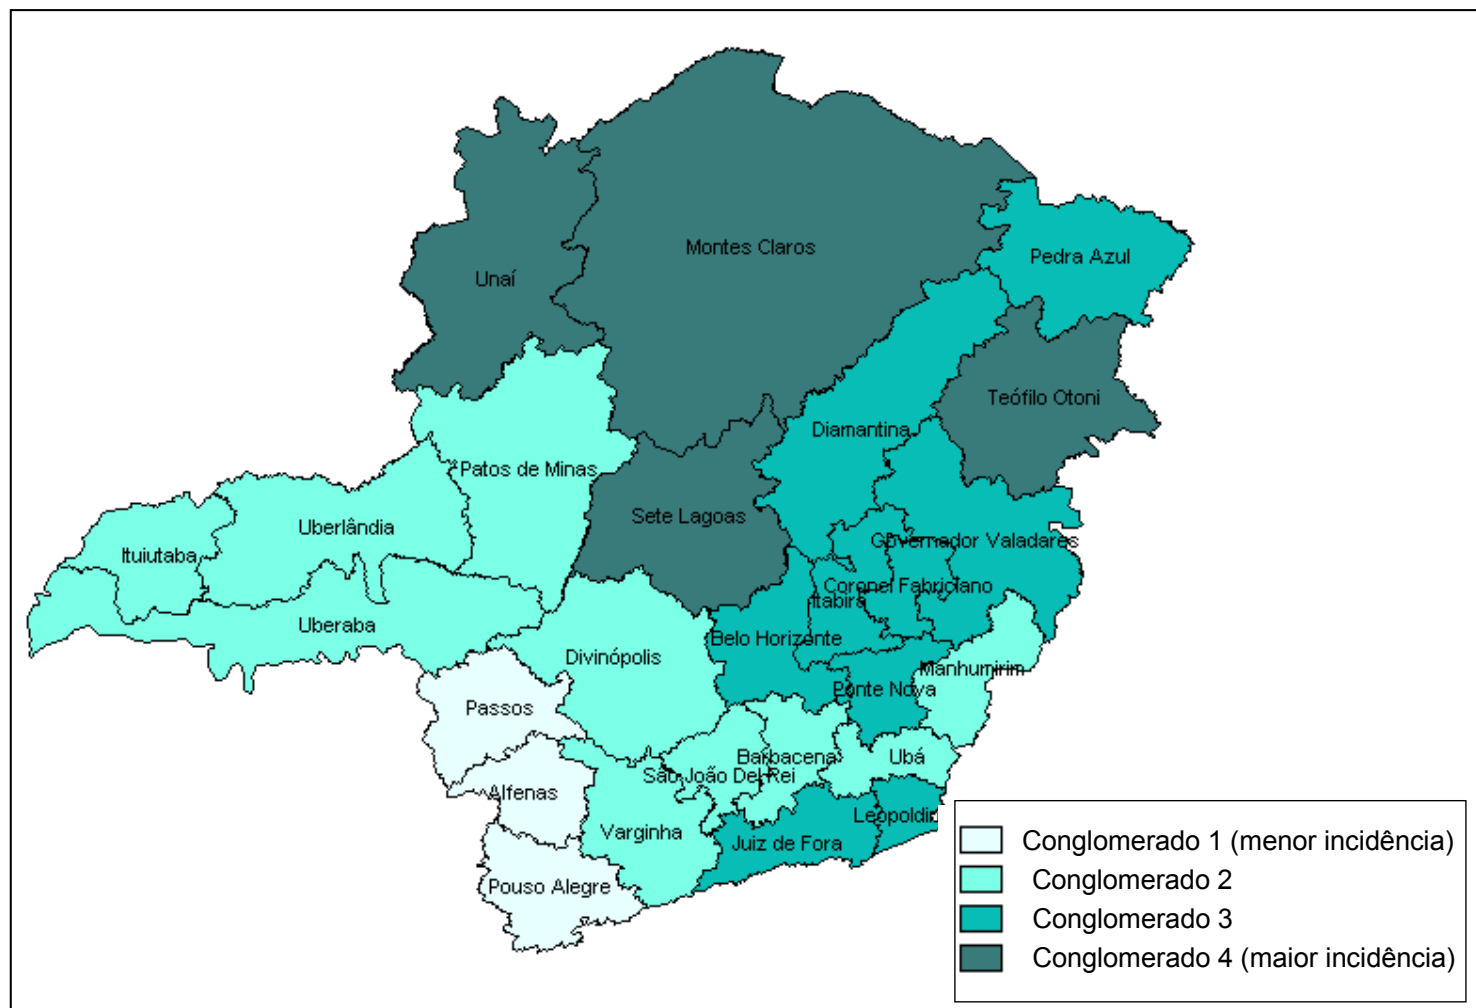 Montes Claros
Pedra Azul
Unaí
Teófilo Otoni
Diamantina
Patos de Minas
Sete Lagoas
Uberlândia
Governador Valadares
Ituiutaba
Coronel Fabriciano
Itabira
Uberaba
Belo Horizonte
Divinópolis
Manhumirim
Ponte Nova
Passos
Barbacena
Ubá
São João Del Rei
Alfenas
Leopoldin
Varginha
Juiz de Fora
Pouso Alegre
Conglomerado 1 (menor incidência)
Conglomerado 2
Conglomerado 3
Conglomerado 4 (maior incidência)